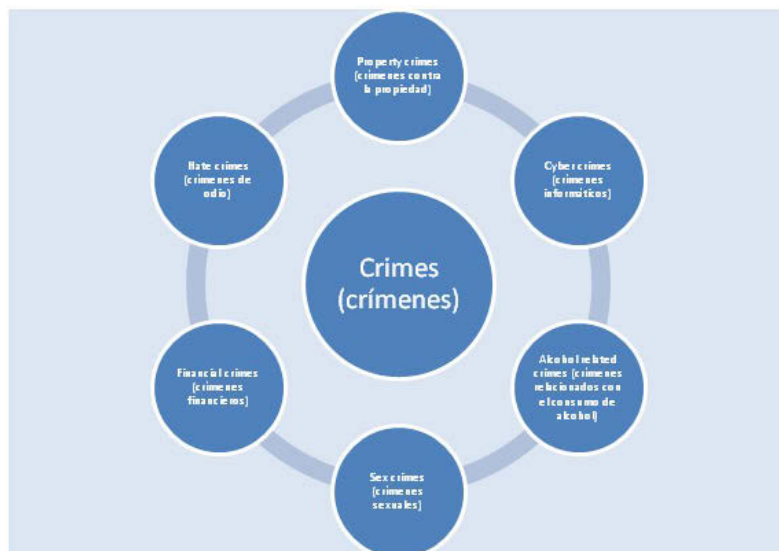 Property crimes
(crímenes contra
la propiedad)
Hate crimes
(crímenes de
odio)
Cyber crimes
(crímenes
informáticos)
Crimes
(crímenes)
Financial crimes
(crímenes
financieros)
Alcohol related
crimes (crímenes
relacionados con
el consumo de
alcohol)
Sex crimes
(crímenes
sexuales)